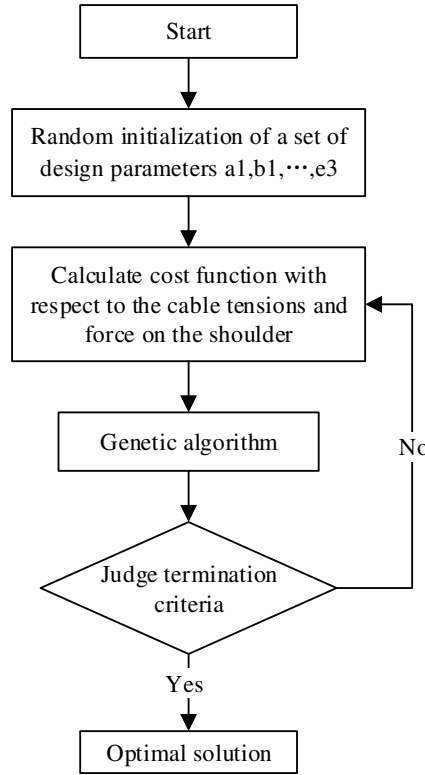 Start
Random initialization of a set of
design parameters a1,b1,⋯,e3
Calculate cost function with
respect to the cable tensions and
force on the shoulder
Genetic algorithm
No
Judge termination
criteria
Yes
Optimal solution